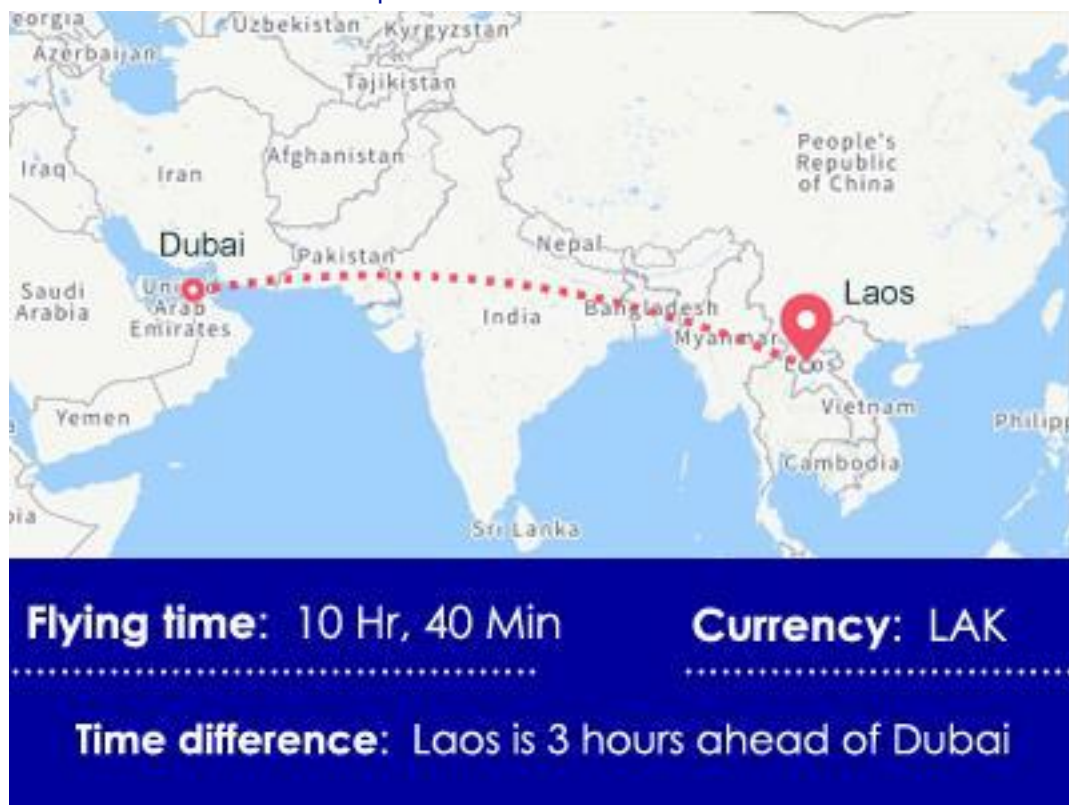 eorgia
Uzbekistan
Kyrgyzstan
Azerbaijan
Tajikistan
Afghanistan
Iraq
Iran
People's
Republic
of China
Dubai
Pakistan
Nepal
Saudi
Arabia
Arab
Emirates
India
Bangladesh
Laos
Myanmar
Laos
Yemen
Vietnam
Philipp
Cambodia
Sri Lanka
Flying time: 10 Hr, 40 Min
Currency: LAK
Time difference: Laos is 3 hours ahead of Dubai